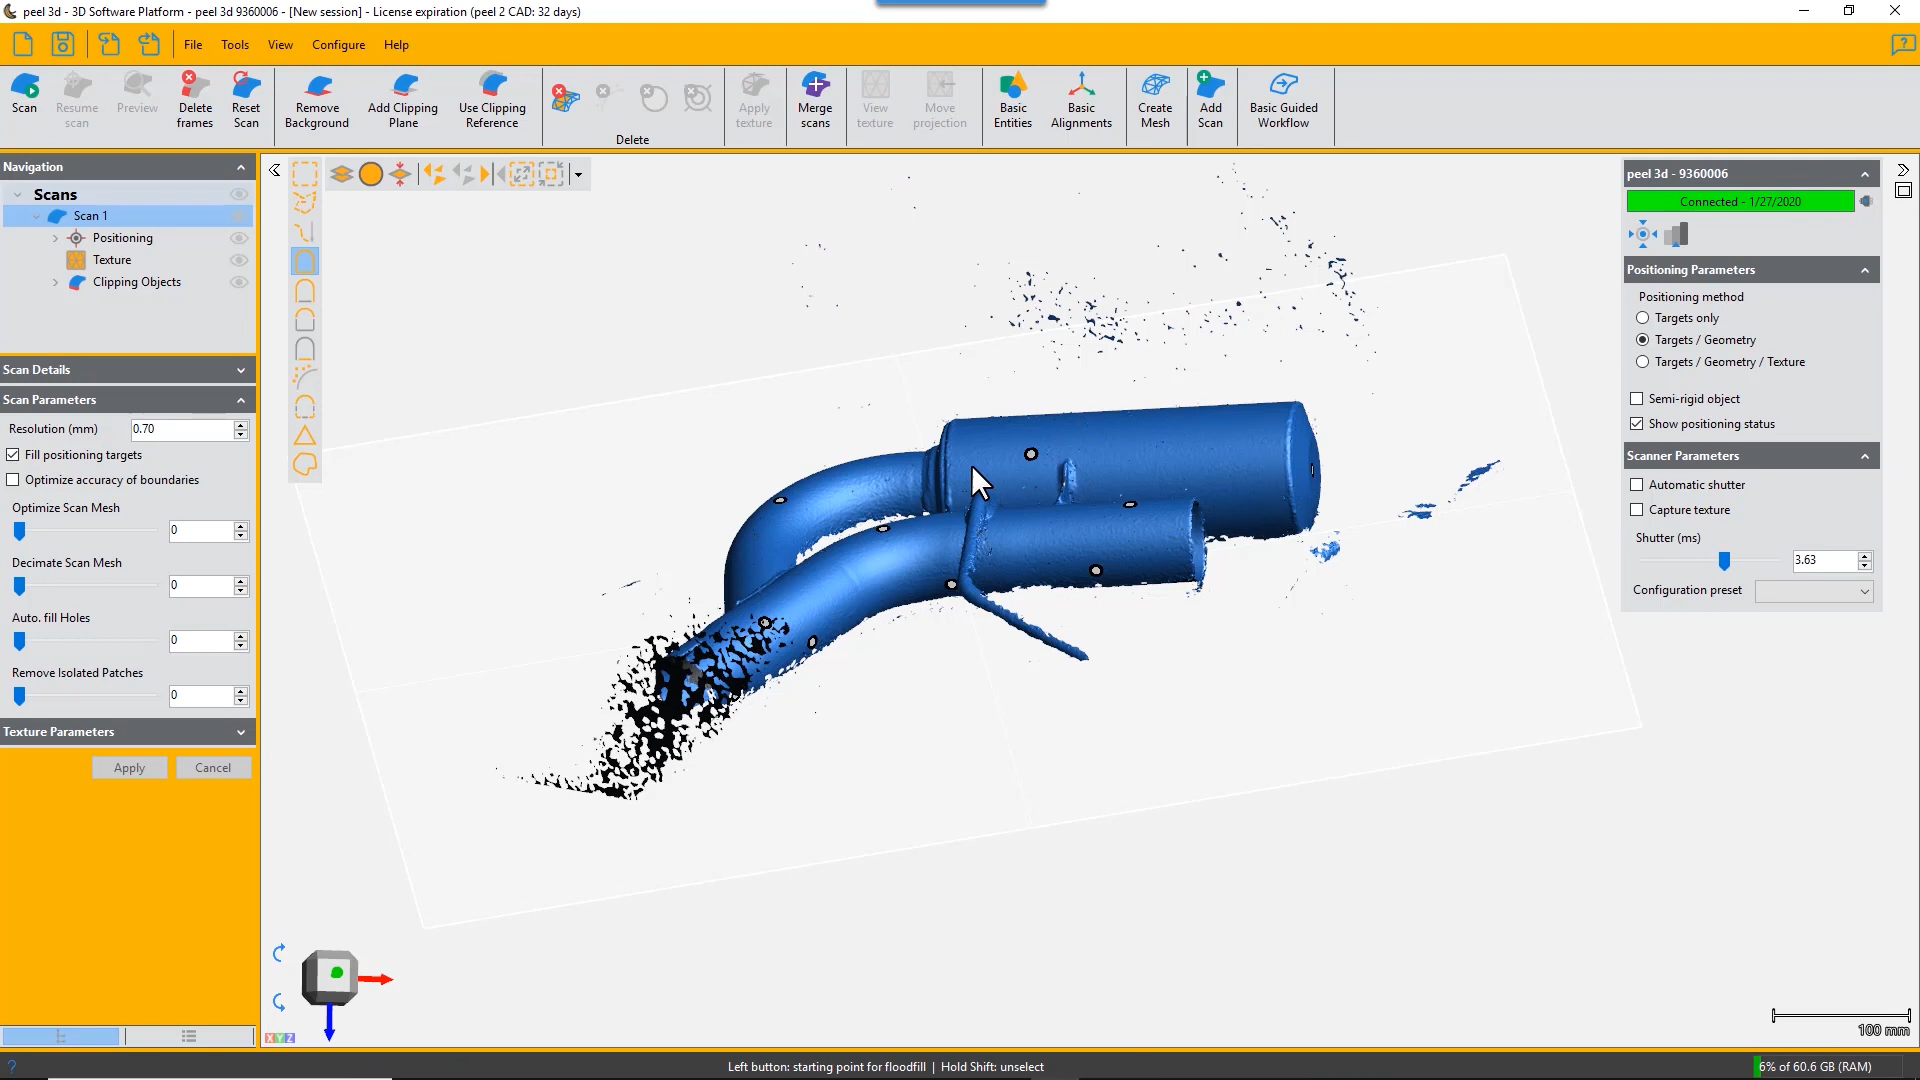 peel 3d - 3D Software Platform - peel 3d 9360006 - [New session] - License expiration (peel 2 CAD: 32 days)
File Tools View Configure Help
Scan
Resume scan
Preview
Delete frames
Reset Scan
Remove Background
Add Clipping Plane
Use Clipping Reference
Delete
Apply texture
Merge scans
View texture
Move projection
Basic Entities
Basic Alignments
Create Mesh
Add Scan
Basic Guided Workflow
Navigation
Scans
Scan 1
Positioning
Texture
Clipping Objects
Scan Details
Scan Parameters
Resolution (mm) 0.70
Fill positioning targets
Optimize accuracy of boundaries
Optimize Scan Mesh
0
Decimate Scan Mesh
0
Auto. fill Holes
0
Remove Isolated Patches
0
Texture Parameters
Apply Cancel
peel 3d - 9360006
Connected - 1/27/2020
Positioning Parameters
Positioning method
Targets only
Targets / Geometry
Targets / Geometry / Texture
Semi-rigid object
Show positioning status
Scanner Parameters
Automatic shutter
Capture texture
Shutter (ms)
3.63
Configuration preset
XYZ
100 mm
? Left button: starting point for floodfill | Hold Shift: unselect 6% of 60.6 GB (RAM)